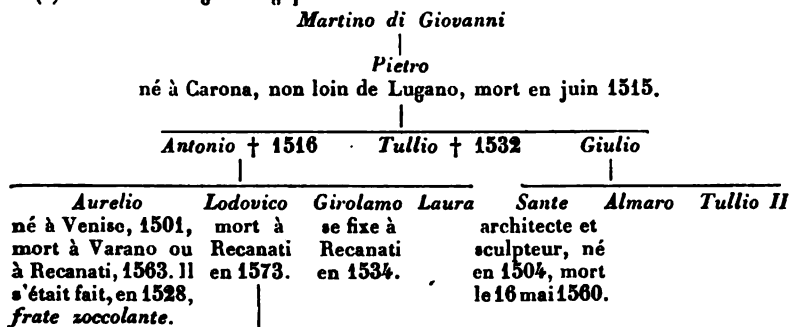 Martino di Giovanni
Pietro
né à Carona, non loin de Lugano, mort en juin 1515.
Antonio † 1516 Tullio † 1532 Giulio
Aurelio Lodovico Girolamo Laura Sante Almaro Tullio II
né à Venise, 1501, mort à se fixe à architecte et
mort à Varano ou Recanati Recanati sculpteur, né
à Recanati, 1563. Il en 1573. en 1534. en 1504, mort
s'était fait, en 1528, le 16 mai 1560.
frate zoccolante.